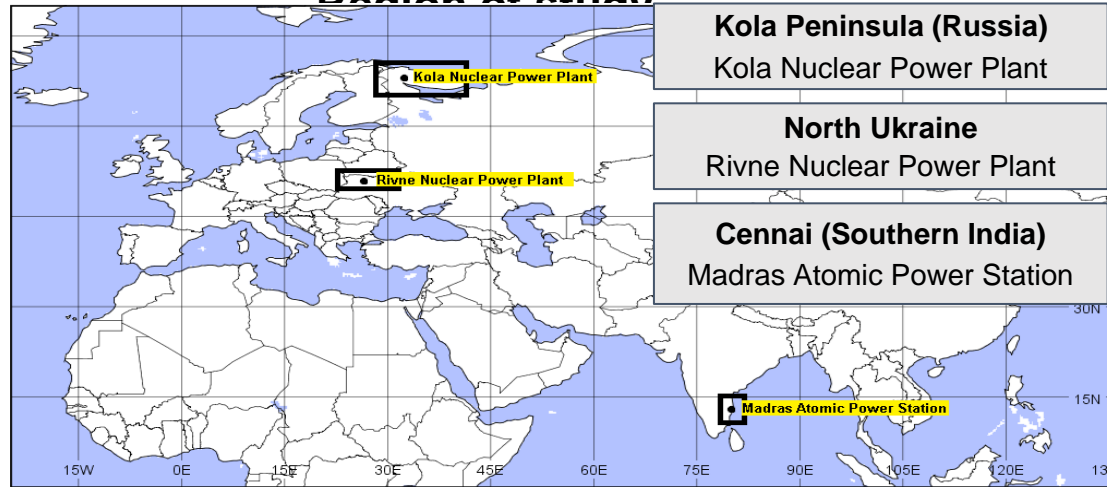 Kola Peninsula (Russia)
Kola Nuclear Power Plant
North Ukraine
Rivne Nuclear Power Plant
Cennai (Southern India)
Madras Atomic Power Station
Kola Nuclear Power Plant
Rivne Nuclear Power Plant
30N
15N
Madras Atomic Power Station
15W 0E 15E 30E 45E 60E 75E 90E 105E 120E